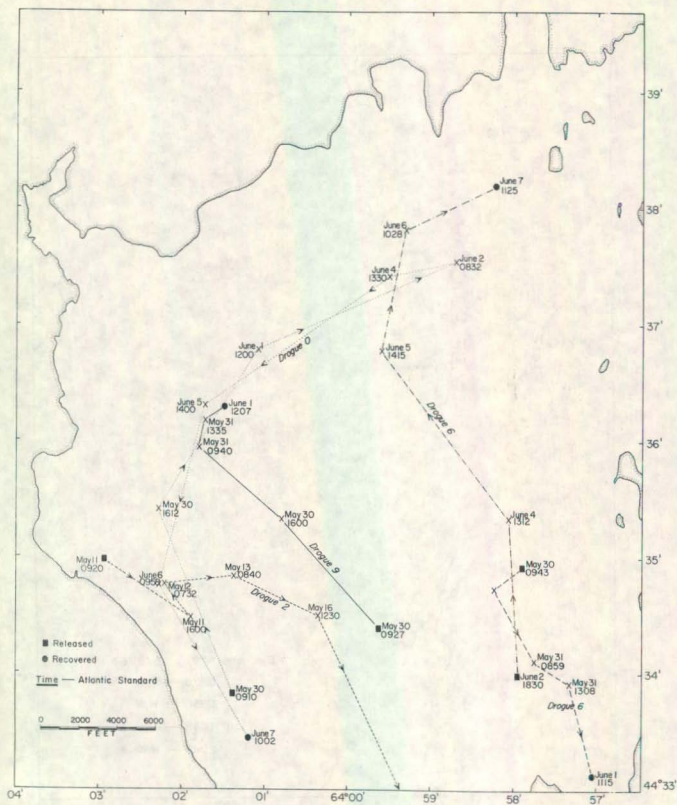 39'
June 7
1125
38'
June 6
1028
June 2
0832
June 4
1330
37'
June 1
1200
Drogue 0
June 5
1415
June 5
1400
June 1
1207
May 31
1335
Drogue 6
May 31
0940
36'
May 30
1612
May 30
1600
June 4
1312
35'
May 11
0920
May 13
0840
May 30
0943
June 6
Drogue 9
May 12
0732
Drogue 2
May 16
1230
May 11
1600
May 30
0927
Released
Recovered
Time — Atlantic Standard
May 31
0859
34'
May 30
0910
June 2
1830
May 31
1308
Drogue 6
0 2000 4000 6000
FEET
June 7
1002
June 1
1115
44°33'
04' 03 02 01 64°00' 59 58 57